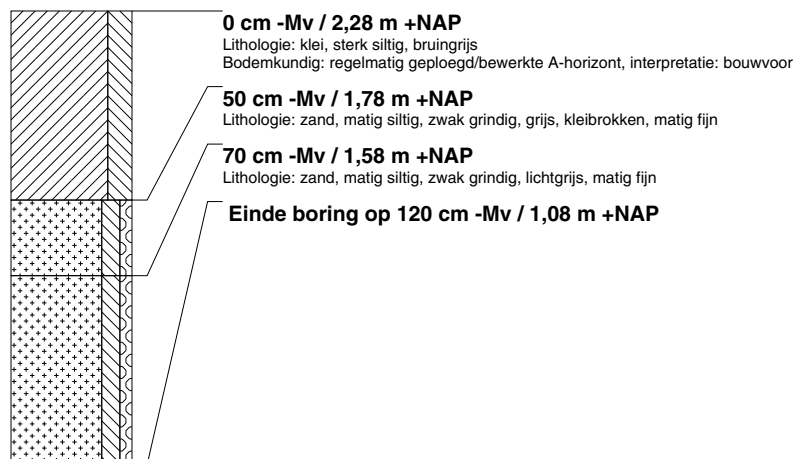 0 cm -Mv / 2,28 m +NAP
Lithologie: klei, sterk siltig, bruingrijs
Bodemkundig: regelmatig geploegd/bewerkte A-horizont, interpretatie: bouwvoor
50 cm -Mv / 1,78 m +NAP
Lithologie: zand, matig siltig, zwak grindig, grijs, kleibrokken, matig fijn
70 cm -Mv / 1,58 m +NAP
Lithologie: zand, matig siltig, zwak grindig, lichtgrijs, matig fijn
Einde boring op 120 cm -Mv / 1,08 m +NAP